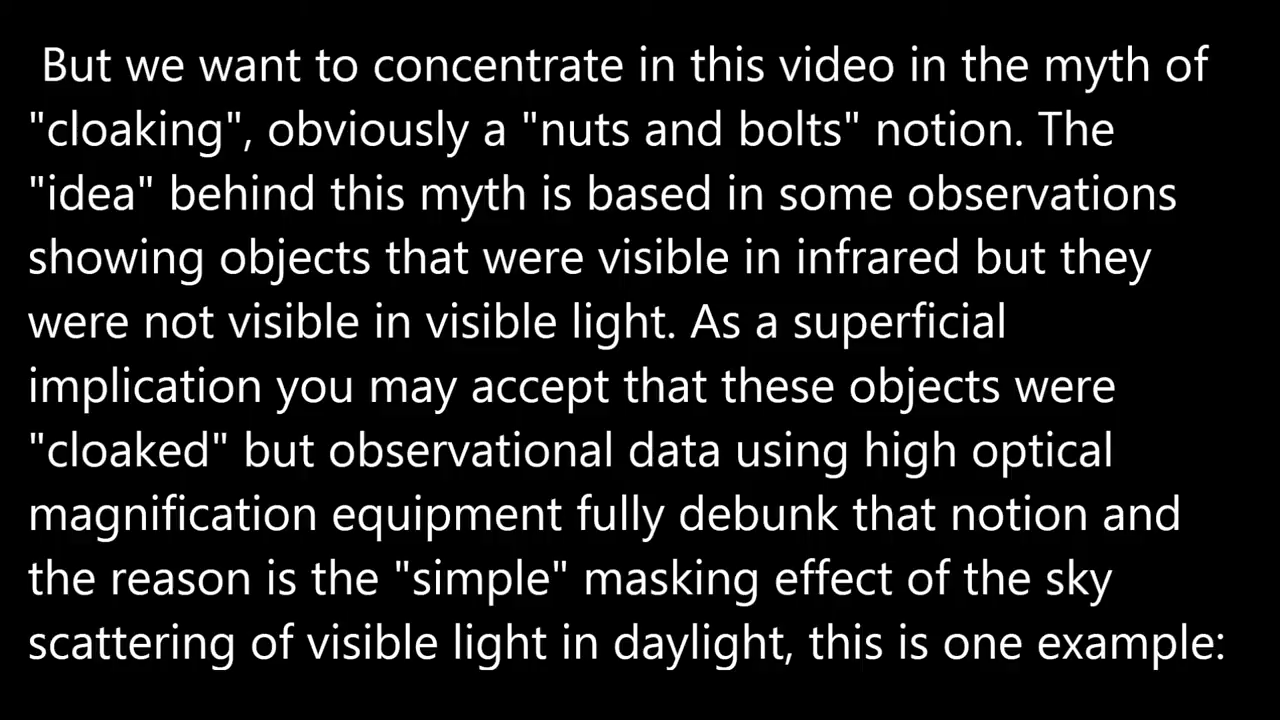 But we want to concentrate in this video in the myth of
"cloaking", obviously a "nuts and bolts" notion. The
"idea" behind this myth is based in some observations
showing objects that were visible in infrared but they
were not visible in visible light. As a superficial
implication you may accept that these objects were
"cloaked" but observational data using high optical
magnification equipment fully debunk that notion and
the reason is the "simple" masking effect of the sky
scattering of visible light in daylight, this is one example: